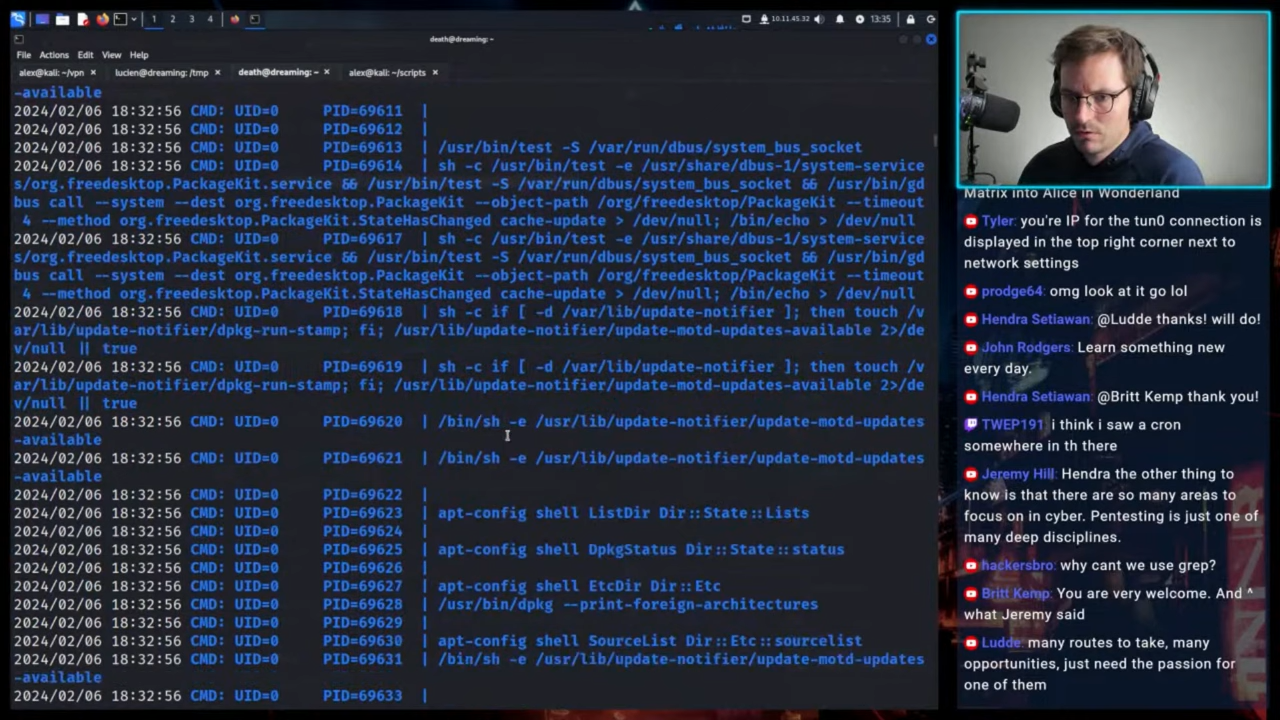 1 2 3 4
10.11.45.32
13:35
death@dreaming: ~
File Actions Edit View Help
alex@kali: ~/vpn × lucien@dreaming: /tmp × death@dreaming: ~ × alex@kali: ~/scripts ×
-available
2024/02/06 18:32:56 CMD: UID=0 PID=69611 |
2024/02/06 18:32:56 CMD: UID=0 PID=69612 |
2024/02/06 18:32:56 CMD: UID=0 PID=69613 | /usr/bin/test -S /var/run/dbus/system_bus_socket
2024/02/06 18:32:56 CMD: UID=0 PID=69614 | sh -c /usr/bin/test -e /usr/share/dbus-1/system-service
s/org.freedesktop.PackageKit.service && /usr/bin/test -S /var/run/dbus/system_bus_socket && /usr/bin/gd
bus call --system --dest org.freedesktop.PackageKit --object-path /org/freedesktop/PackageKit --timeout
4 --method org.freedesktop.PackageKit.StateHasChanged cache-update > /dev/null; /bin/echo > /dev/null
2024/02/06 18:32:56 CMD: UID=0 PID=69617 | sh -c /usr/bin/test -e /usr/share/dbus-1/system-service
s/org.freedesktop.PackageKit.service && /usr/bin/test -S /var/run/dbus/system_bus_socket && /usr/bin/gd
bus call --system --dest org.freedesktop.PackageKit --object-path /org/freedesktop/PackageKit --timeout
4 --method org.freedesktop.PackageKit.StateHasChanged cache-update > /dev/null; /bin/echo > /dev/null
2024/02/06 18:32:56 CMD: UID=0 PID=69618 | sh -c if [ -d /var/lib/update-notifier ]; then touch /v
ar/lib/update-notifier/dpkg-run-stamp; fi; /usr/lib/update-notifier/update-motd-updates-available 2>/de
v/null || true
2024/02/06 18:32:56 CMD: UID=0 PID=69619 | sh -c if [ -d /var/lib/update-notifier ]; then touch /v
ar/lib/update-notifier/dpkg-run-stamp; fi; /usr/lib/update-notifier/update-motd-updates-available 2>/de
v/null || true
2024/02/06 18:32:56 CMD: UID=0 PID=69620 | /bin/sh -e /usr/lib/update-notifier/update-motd-updates
-available
2024/02/06 18:32:56 CMD: UID=0 PID=69621 | /bin/sh -e /usr/lib/update-notifier/update-motd-updates
-available
2024/02/06 18:32:56 CMD: UID=0 PID=69622 |
2024/02/06 18:32:56 CMD: UID=0 PID=69623 | apt-config shell ListDir Dir::State::Lists
2024/02/06 18:32:56 CMD: UID=0 PID=69624 |
2024/02/06 18:32:56 CMD: UID=0 PID=69625 | apt-config shell DpkgStatus Dir::State::status
2024/02/06 18:32:56 CMD: UID=0 PID=69626 |
2024/02/06 18:32:56 CMD: UID=0 PID=69627 | apt-config shell EtcDir Dir::Etc
2024/02/06 18:32:56 CMD: UID=0 PID=69628 | /usr/bin/dpkg --print-foreign-architectures
2024/02/06 18:32:56 CMD: UID=0 PID=69629 |
2024/02/06 18:32:56 CMD: UID=0 PID=69630 | apt-config shell SourceList Dir::Etc::sourcelist
2024/02/06 18:32:56 CMD: UID=0 PID=69631 | /bin/sh -e /usr/lib/update-notifier/update-motd-updates
-available
2024/02/06 18:32:56 CMD: UID=0 PID=69633 |
Matrix into Alice in Wonderland
Tyler: you're IP for the tun0 connection is
displayed in the top right corner next to
network settings
prodge64: omg look at it go lol
Hendra Setiawan: @Ludde thanks! will do!
John Rodgers: Learn something new
every day.
Hendra Setiawan: @Britt Kemp thank you!
TWEP191: i think i saw a cron
somewhere in th there
Jeremy Hill: Hendra the other thing to
know is that there are so many areas to
focus on in cyber. Pentesting is just one of
many deep disciplines.
hackersbro: why cant we use grep?
Britt Kemp: You are very welcome. And ^
what Jeremy said
Ludde: many routes to take, many
opportunities, just need the passion for
one of them